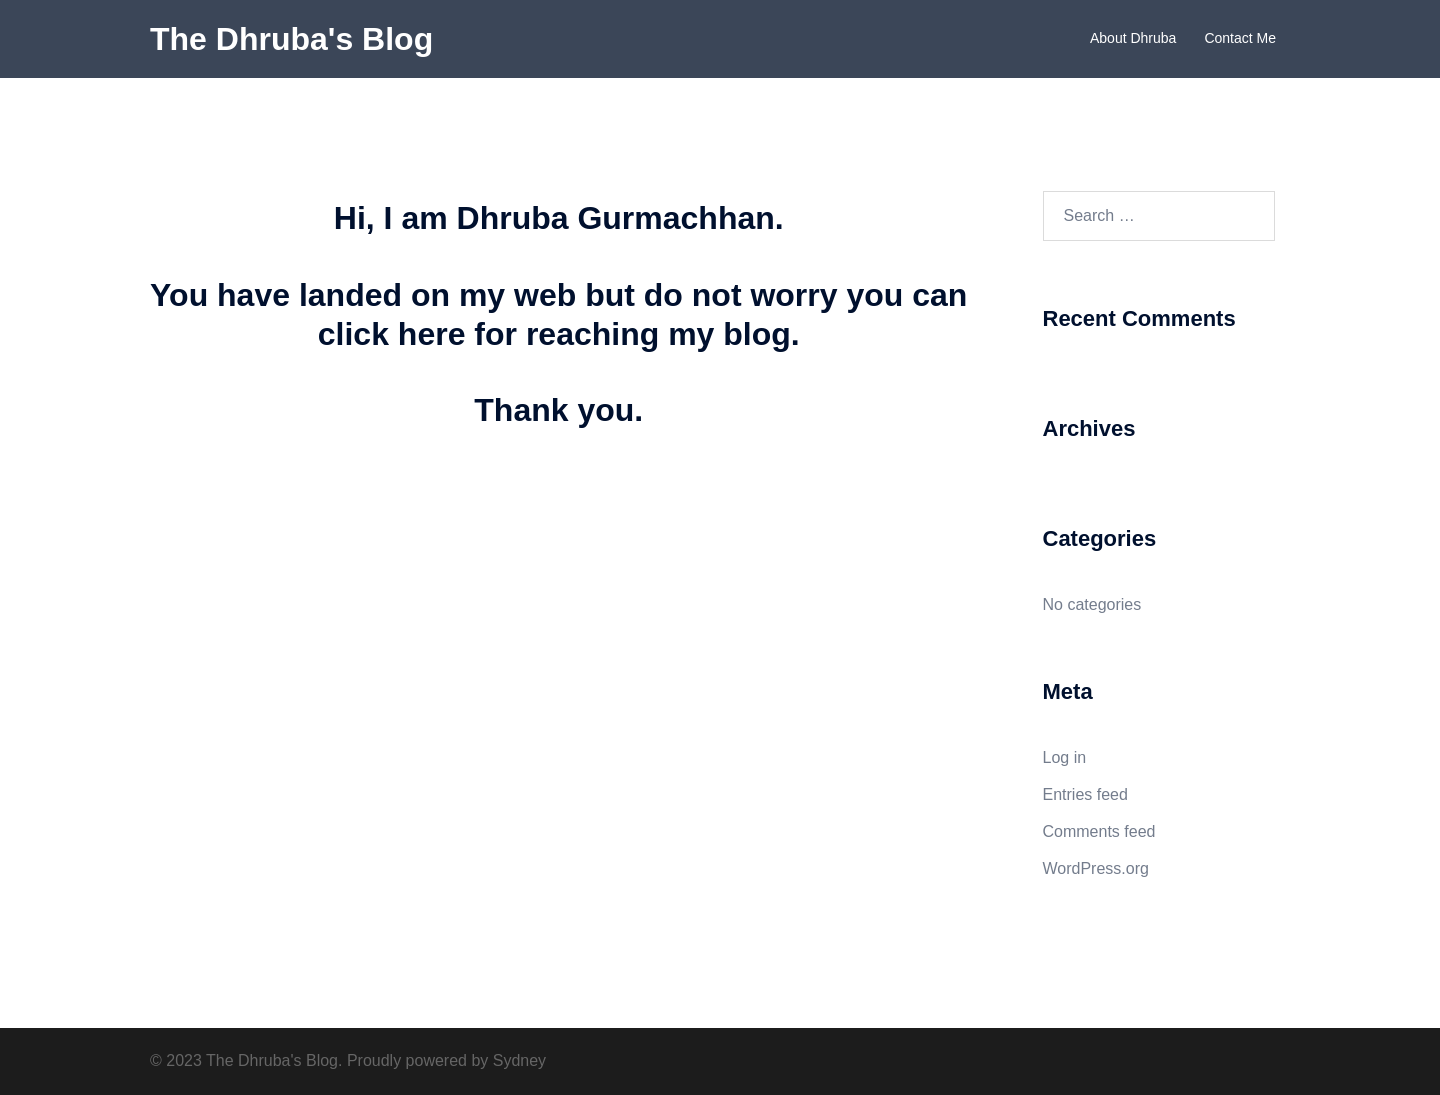 The Dhruba's Blog
About Dhruba
Contact Me
Hi, I am Dhruba Gurmachhan.
You have landed on my web but do not worry you can
click here for reaching my blog.
Thank you.
Search …
Recent Comments
Archives
Categories
No categories
Meta
Log in
Entries feed
Comments feed
WordPress.org
© 2023 The Dhruba's Blog. Proudly powered by Sydney